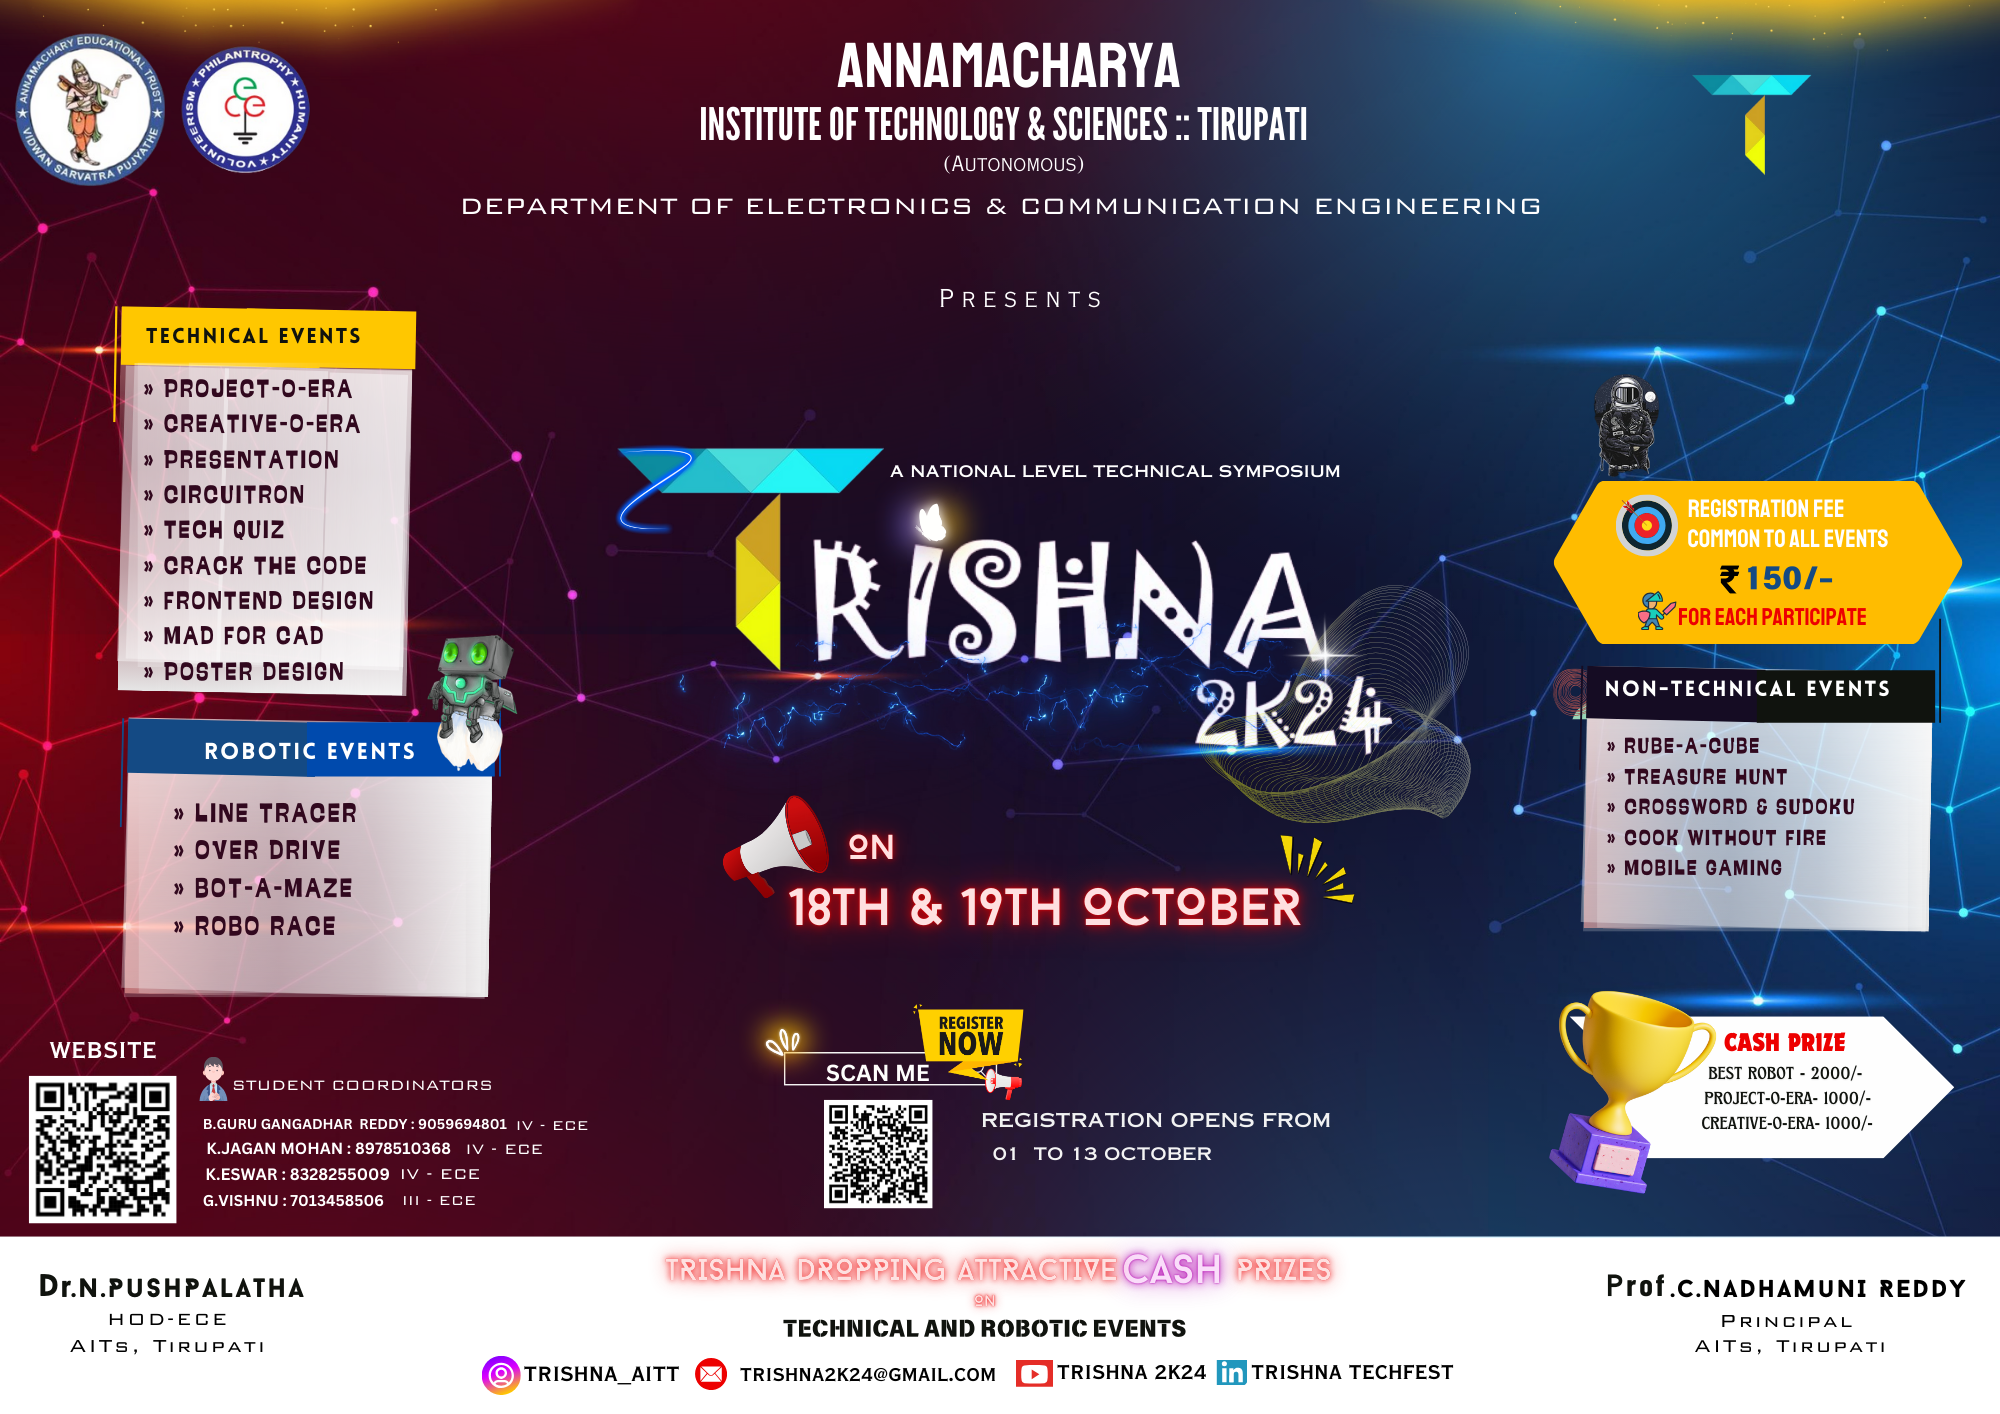 ANNAMACHARY EDUCATIONAL TRUST
VIDWAN SARVATRA PUJYATHE
PHILANTROPHY
HUMANITY
VOLUNTEERISM
ece
ANNAMACHARYA
INSTITUTE OF TECHNOLOGY & SCIENCES :: TIRUPATI
(AUTONOMOUS)
DEPARTMENT OF ELECTRONICS & COMMUNICATION ENGINEERING
PRESENTS
TECHNICAL EVENTS
» PROJECT-O-ERA
» CREATIVE-O-ERA
» PRESENTATION
» CIRCUITRON
» TECH QUIZ
» CRACK THE CODE
» FRONTEND DESIGN
» MAD FOR CAD
» POSTER DESIGN
ROBOTIC EVENTS
» LINE TRACER
» OVER DRIVE
» BOT-A-MAZE
» ROBO RACE
A NATIONAL LEVEL TECHNICAL SYMPOSIUM
TRISHNA
2K24
ON
18TH & 19TH OCTOBER
REGISTRATION FEE
COMMON TO ALL EVENTS
₹ 150/-
FOR EACH PARTICIPATE
NON-TECHNICAL EVENTS
» RUBE-A-CUBE
» TREASURE HUNT
» CROSSWORD & SUDOKU
» COOK WITHOUT FIRE
» MOBILE GAMING
CASH PRIZE
BEST ROBOT - 2000/-
PROJECT-O-ERA- 1000/-
CREATIVE-O-ERA- 1000/-
WEBSITE
STUDENT COORDINATORS
B.GURU GANGADHAR REDDY : 9059694801 IV - ECE
K.JAGAN MOHAN : 8978510368 IV - ECE
K.ESWAR : 8328255009 IV - ECE
G.VISHNU : 7013458506 III - ECE
REGISTER
NOW
SCAN ME
REGISTRATION OPENS FROM
01 TO 13 OCTOBER
Dr.N.PUSHPALATHA
HOD-ECE
AITS, TIRUPATI
TRISHNA DROPPING ATTRACTIVE CASH PRIZES
ON
TECHNICAL AND ROBOTIC EVENTS
TRISHNA_AITT TRISHNA2K24@GMAIL.COM TRISHNA 2K24 in TRISHNA TECHFEST
Prof.C.NADHAMUNI REDDY
PRINCIPAL
AITS, TIRUPATI